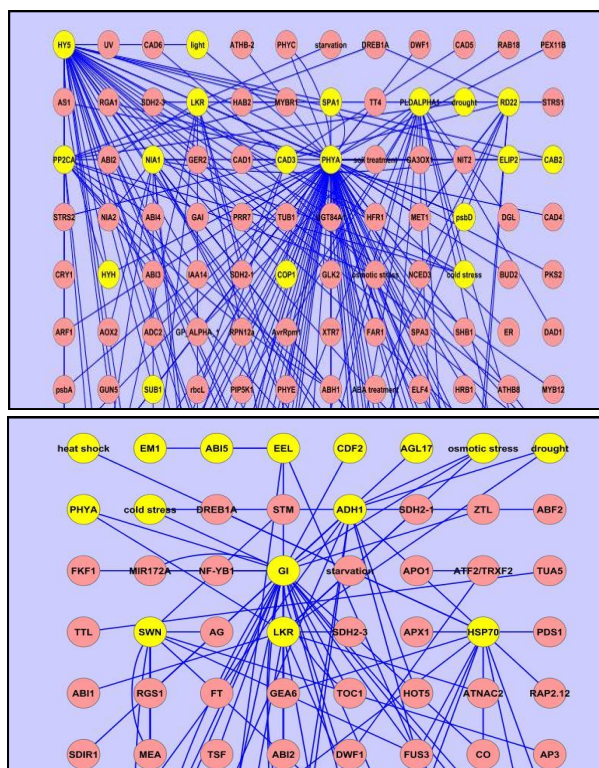 HY5 UV CAD6 light ATHB-2 PHYC starvation DREB1A DWF1 CAD5 RAB18 PEX11B
AS1 RGA1 SDH2-3 LKR HAB2 MYBR1 SPA1 TT4 PLDALPHA1 drought RD22 STRS1
PP2CA ABI2 NIA1 GER2 CAD1 CAD3 PHYA salt treatment GA3OX1 NIT2 ELIP2 CAB2
STRS2 NIA2 ABI4 GAI PRR7 TUB1 UGT84A1 HFR1 MET1 psbD DGL CAD4
CRY1 HYH ABI3 IAA14 SDH2-1 COP1 GLK2 osmotic stress NCED3 cold stress BUD2 PKS2
ARF1 AOX2 ADC2 GP_ALPHA_1 RPN12a AvrRpm1 XTR7 FAR1 SPA3 SHB1 ER DAD1
psbA GUN5 SUB1 rbcL PIP5K1 PHYE ABH1 ABA treatment ELF4 HRB1 ATHB8 MYB12
heat shock EM1 ABI5 EEL CDF2 AGL17 osmotic stress drought
PHYA cold stress DREB1A STM ADH1 SDH2-1 ZTL ABF2
FKF1 MIR172A NF-YB1 GI starvation APO1 ATF2/TRXF2 TUA5
TTL SWN AG LKR SDH2-3 APX1 HSP70 PDS1
ABI1 RGS1 FT GEA6 TOC1 HOT5 ATNAC2 RAP2.12
SDIR1 MEA TSF ABI2 DWF1 FUS3 CO AP3